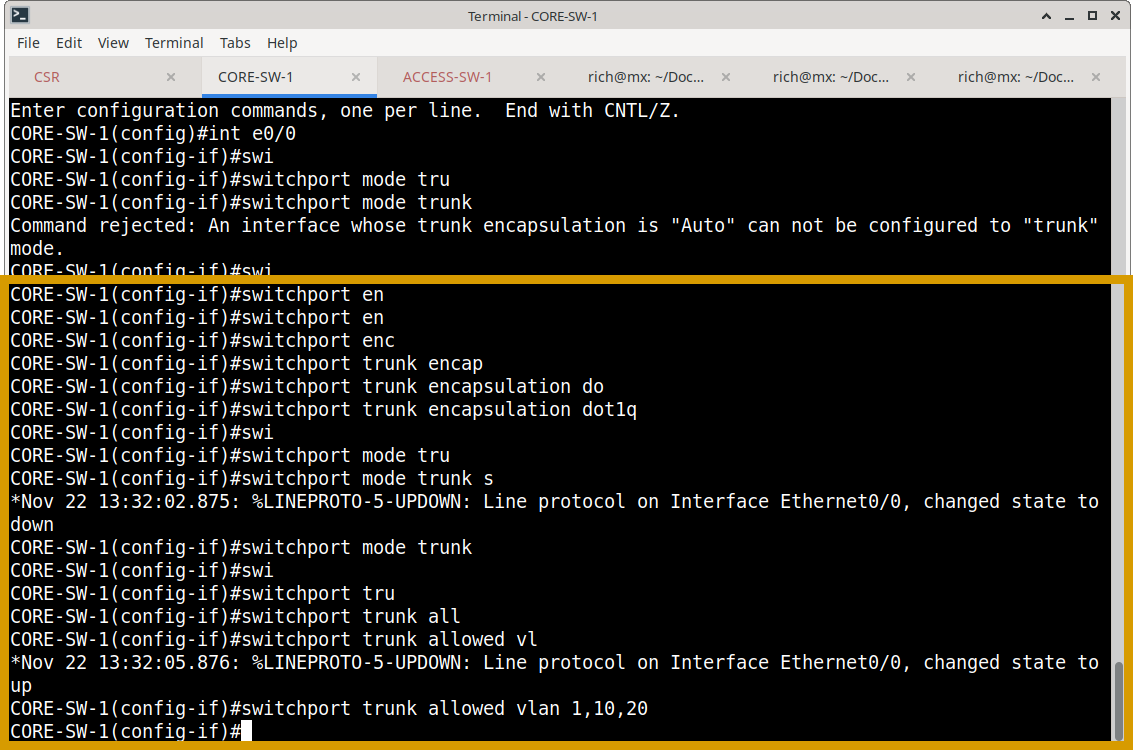 Terminal - CORE-SW-1
File Edit View Terminal Tabs Help
CSR CORE-SW-1 ACCESS-SW-1 rich@mx: ~/Doc... rich@mx: ~/Doc... rich@mx: ~/Doc...
Enter configuration commands, one per line.  End with CNTL/Z.
CORE-SW-1(config)#int e0/0
CORE-SW-1(config-if)#swi
CORE-SW-1(config-if)#switchport mode tru
CORE-SW-1(config-if)#switchport mode trunk
Command rejected: An interface whose trunk encapsulation is "Auto" can not be configured to "trunk"
mode.
CORE-SW-1(config-if)#swi
CORE-SW-1(config-if)#switchport en
CORE-SW-1(config-if)#switchport en
CORE-SW-1(config-if)#switchport enc
CORE-SW-1(config-if)#switchport trunk encap
CORE-SW-1(config-if)#switchport trunk encapsulation do
CORE-SW-1(config-if)#switchport trunk encapsulation dot1q
CORE-SW-1(config-if)#swi
CORE-SW-1(config-if)#switchport mode tru
CORE-SW-1(config-if)#switchport mode trunk s
*Nov 22 13:32:02.875: %LINEPROTO-5-UPDOWN: Line protocol on Interface Ethernet0/0, changed state to
down
CORE-SW-1(config-if)#switchport mode trunk
CORE-SW-1(config-if)#swi
CORE-SW-1(config-if)#switchport tru
CORE-SW-1(config-if)#switchport trunk all
CORE-SW-1(config-if)#switchport trunk allowed vl
*Nov 22 13:32:05.876: %LINEPROTO-5-UPDOWN: Line protocol on Interface Ethernet0/0, changed state to
up
CORE-SW-1(config-if)#switchport trunk allowed vlan 1,10,20
CORE-SW-1(config-if)#